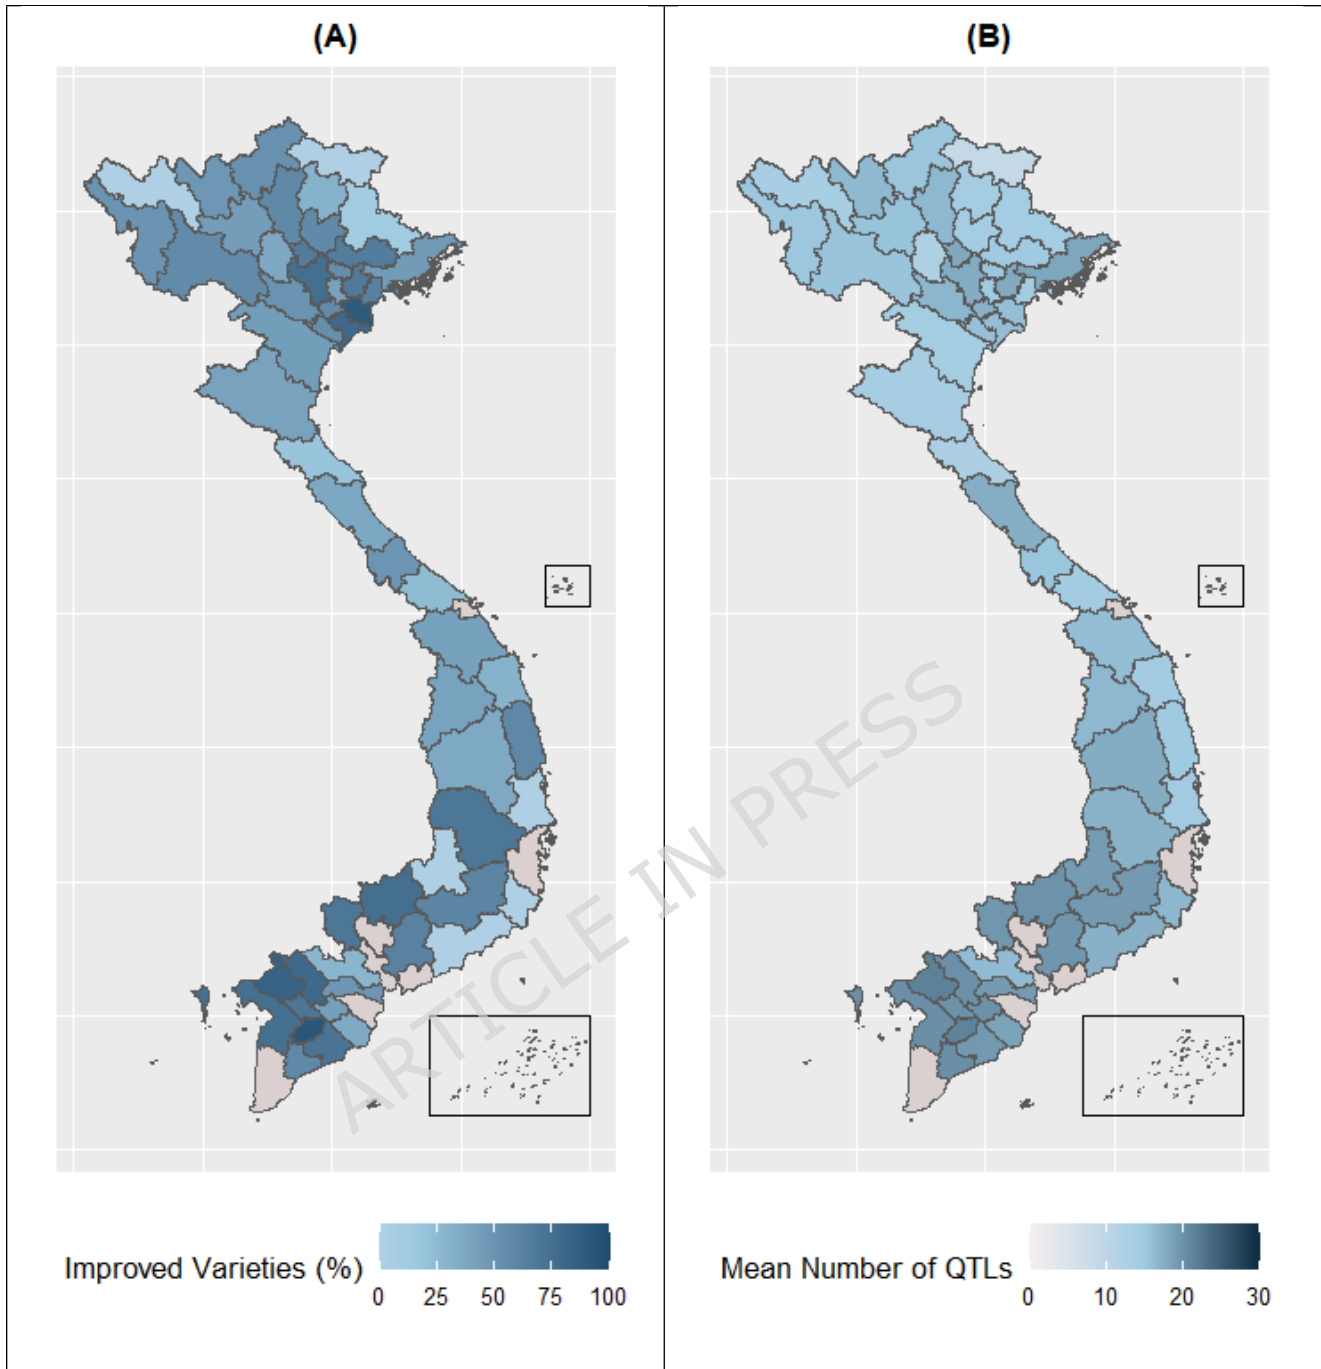 (A)
(B)
ARTICLE IN PRESS
Improved Varieties (%)
0 25 50 75 100
Mean Number of QTLs
0 10 20 30